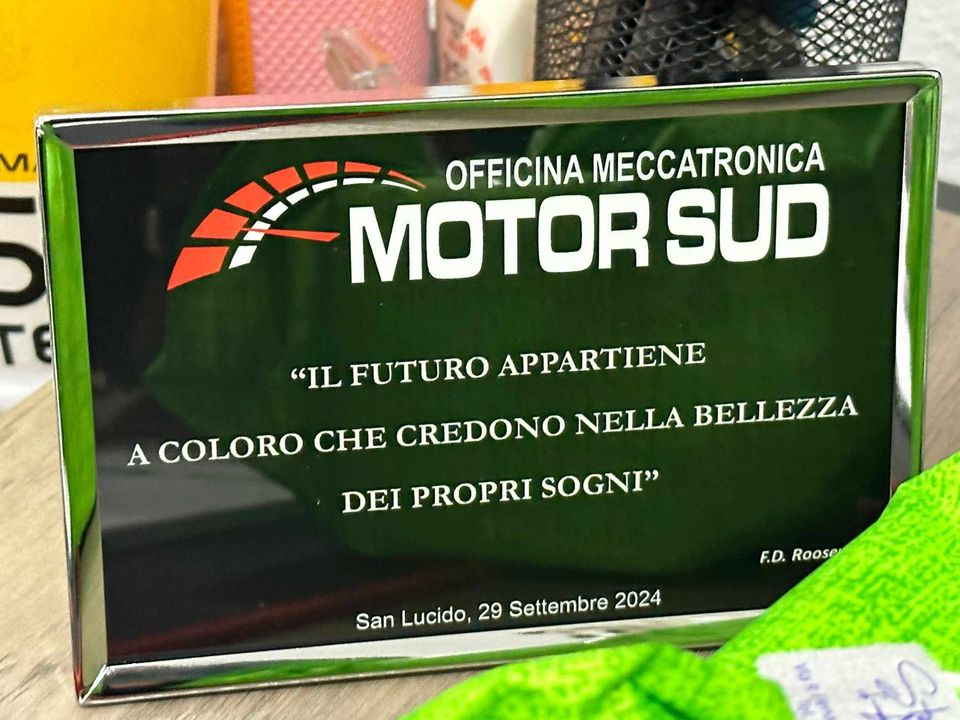 OFFICINA MECCATRONICA
MOTOR SUD
“IL FUTURO APPARTIENE
A COLORO CHE CREDONO NELLA BELLEZZA
DEI PROPRI SOGNI”
F.D.
San Lucido, 29 Settembre 2024